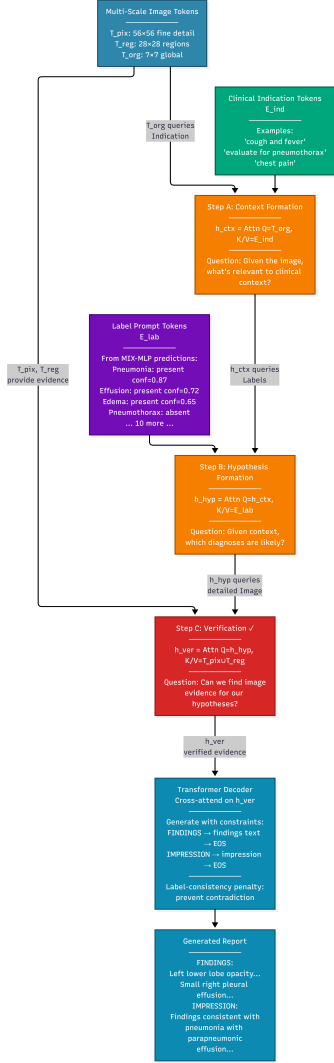 Multi-Scale Image Tokens
T_pix: 56×56 fine detail
T_reg: 28×28 regions
T_org: 7×7 global
T_org queries
Indication
Clinical Indication Tokens
E_ind
Examples:
'cough and fever'
'evaluate for pneumothorax'
'chest pain'
Step A: Context Formation
h_ctx = Attn Q=T_org,
K/V=E_ind
Question: Given the image,
what's relevant to clinical
context?
Label Prompt Tokens
E_lab
From MIX-MLP predictions:
Pneumonia: present
conf=0.87
Effusion: present conf=0.72
Edema: present conf=0.65
Pneumothorax: absent
... 10 more ...
T_pix, T_reg
provide evidence
h_ctx queries
Labels
Step B: Hypothesis
Formation
h_hyp = Attn Q=h_ctx,
K/V=E_lab
Question: Given context,
which diagnoses are likely?
h_hyp queries
detailed Image
Step C: Verification ✓
h_ver = Attn Q=h_hyp,
K/V=T_pix∪T_reg
Question: Can we find image
evidence for our
hypotheses?
h_ver
verified evidence
Transformer Decoder
Cross-attend on h_ver
Generate with constraints:
FINDINGS → findings text
→ EOS
IMPRESSION → impression
→ EOS
Label-consistency penalty:
prevent contradiction
Generated Report
FINDINGS:
Left lower lobe opacity...
Small right pleural
effusion...
IMPRESSION:
Findings consistent with
pneumonia with
parapneumonic
effusion...